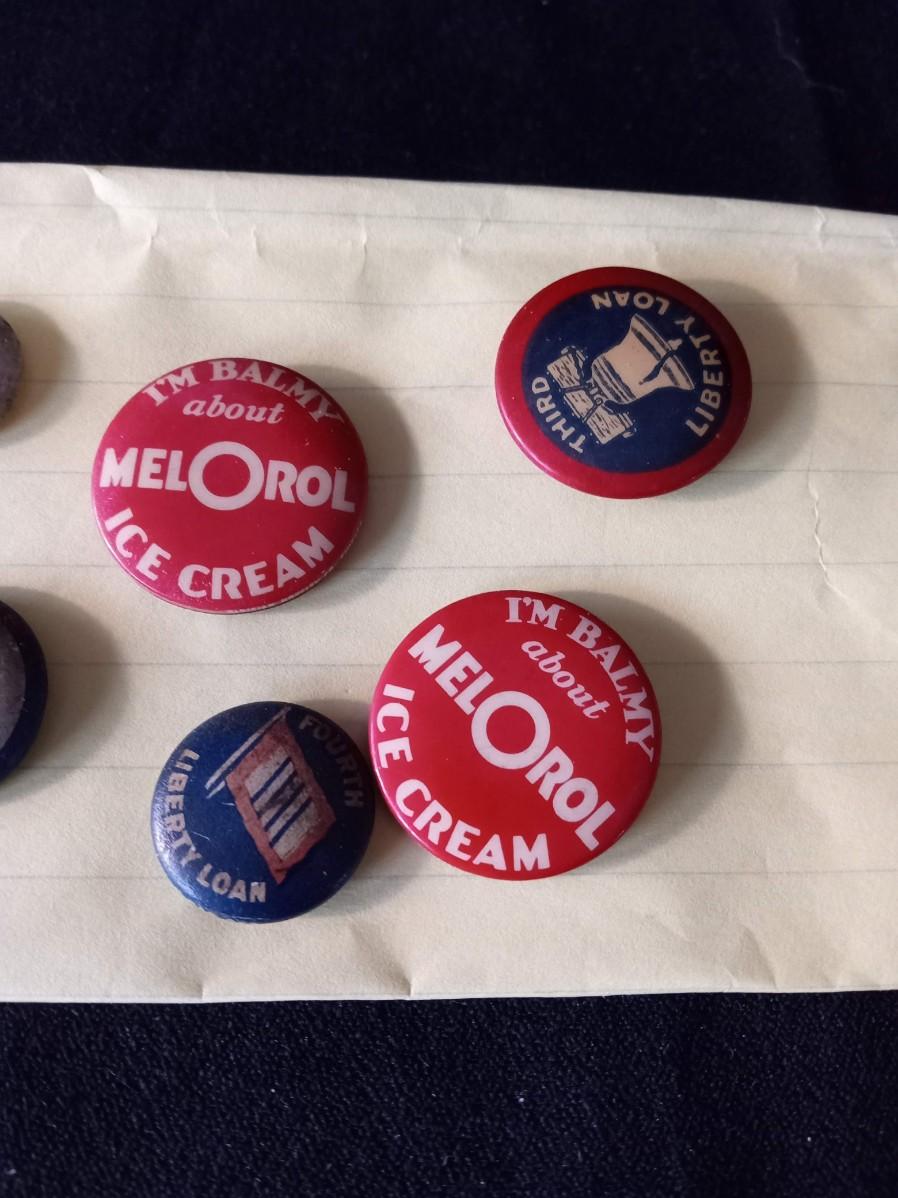 I'M BALMY
about
MELOROL
ICE CREAM
THIRD
LIBERTY LOAN
I'M BALMY
about
MELOROL
ICE CREAM
FOURTH
LIBERTY LOAN